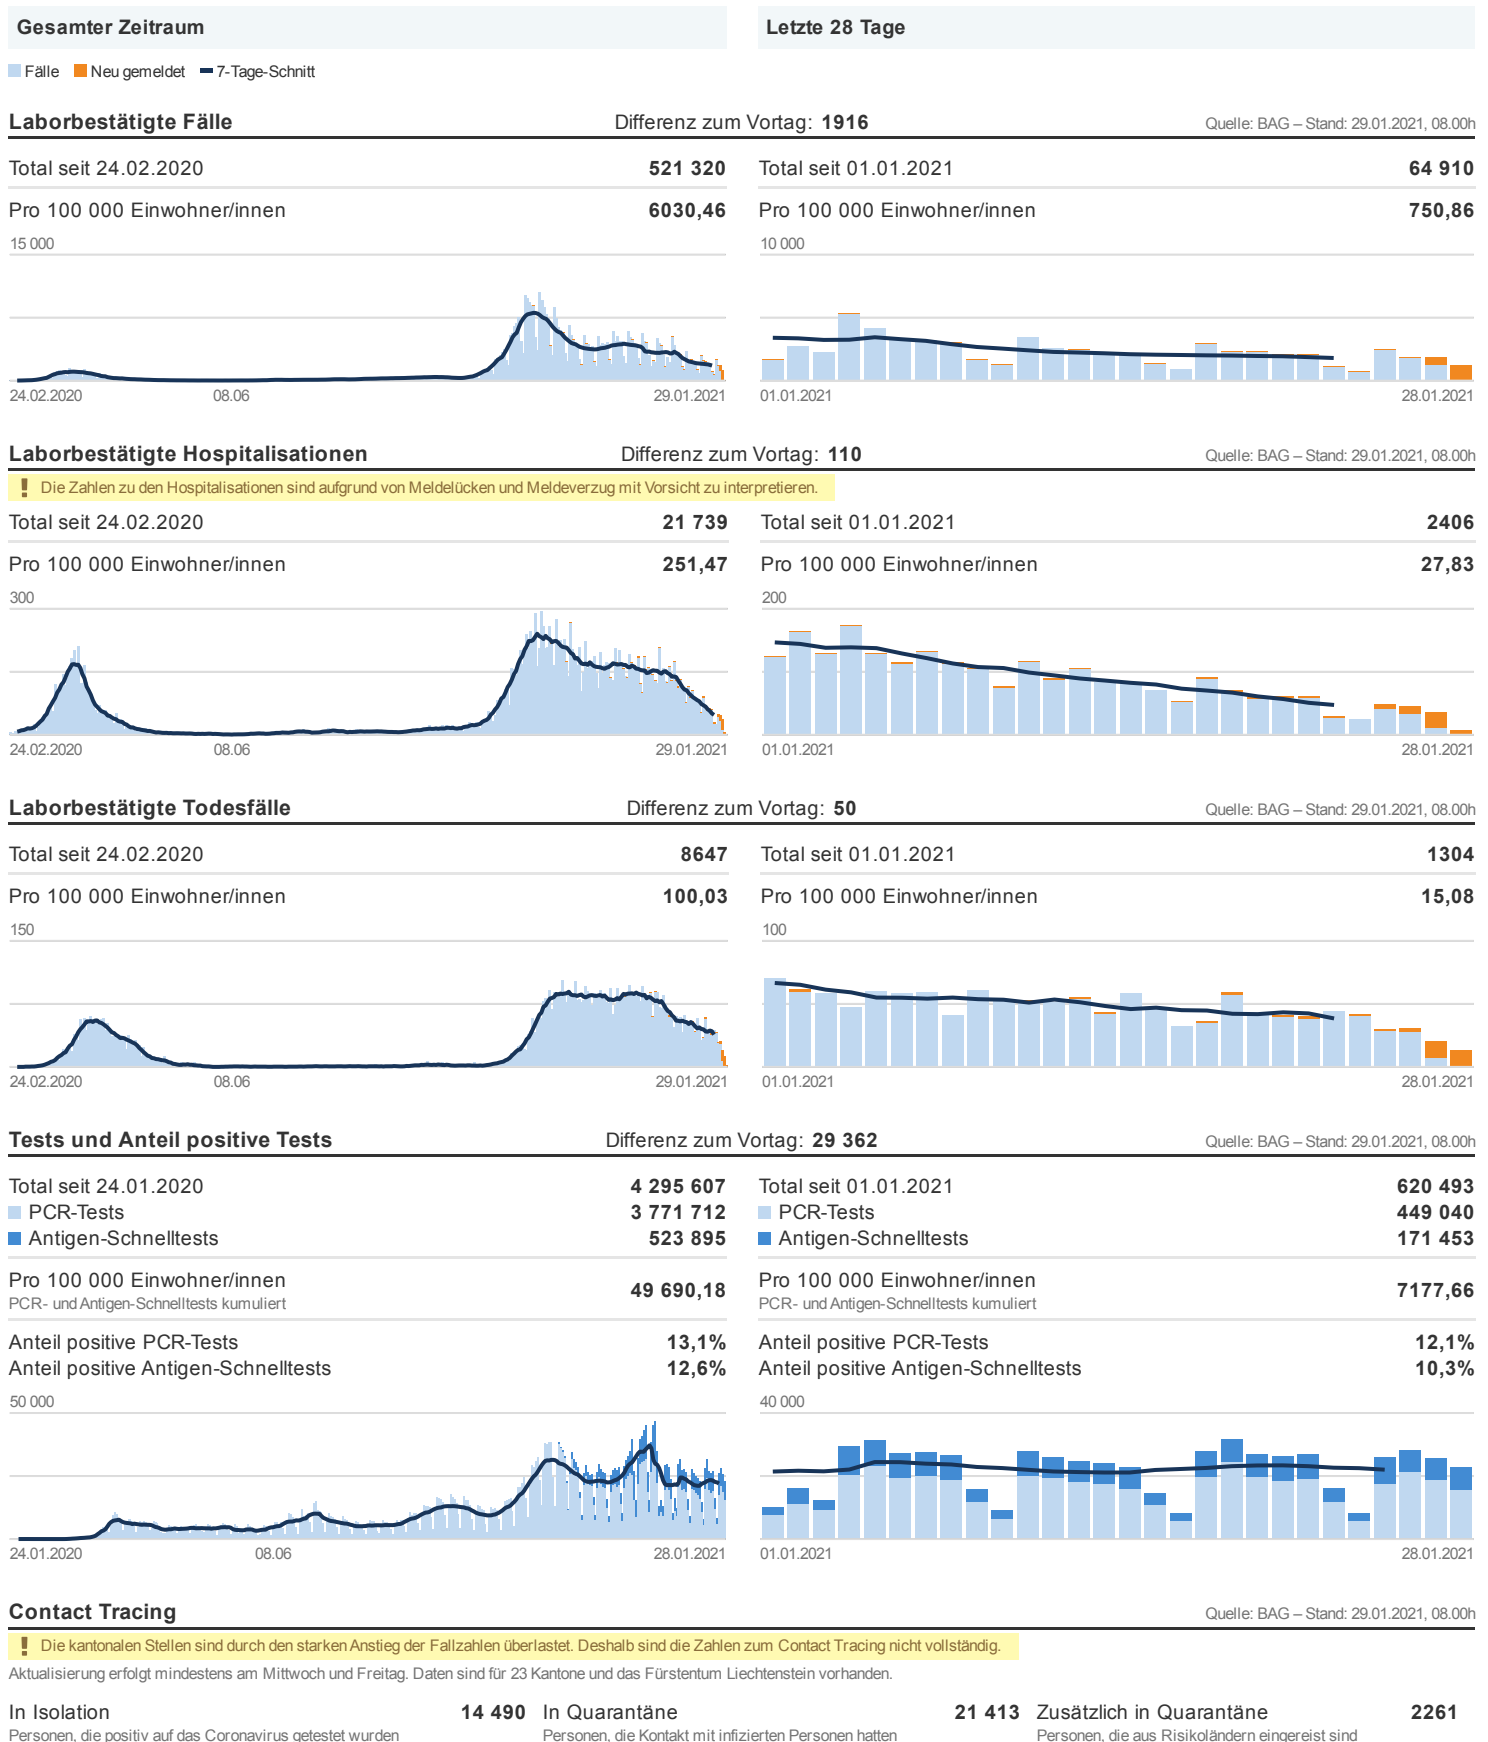 Gesamter Zeitraum
Letzte 28 Tage
Fälle Neu gemeldet 7-Tage-Schnitt
Laborbestätigte Fälle Differenz zum Vortag: 1916 Quelle: BAG – Stand: 29.01.2021, 08.00h
Total seit 24.02.2020 521 320
Pro 100 000 Einwohner/innen 6030,46
15 000
24.02.2020 08.06 29.01.2021
Total seit 01.01.2021 64 910
Pro 100 000 Einwohner/innen 750,86
10 000
01.01.2021 28.01.2021
Laborbestätigte Hospitalisationen Differenz zum Vortag: 110 Quelle: BAG – Stand: 29.01.2021, 08.00h
! Die Zahlen zu den Hospitalisationen sind aufgrund von Meldelücken und Meldeverzug mit Vorsicht zu interpretieren.
Total seit 24.02.2020 21 739
Pro 100 000 Einwohner/innen 251,47
300
24.02.2020 08.06 29.01.2021
Total seit 01.01.2021 2406
Pro 100 000 Einwohner/innen 27,83
200
01.01.2021 28.01.2021
Laborbestätigte Todesfälle Differenz zum Vortag: 50 Quelle: BAG – Stand: 29.01.2021, 08.00h
Total seit 24.02.2020 8647
Pro 100 000 Einwohner/innen 100,03
150
24.02.2020 08.06 29.01.2021
Total seit 01.01.2021 1304
Pro 100 000 Einwohner/innen 15,08
100
01.01.2021 28.01.2021
Tests und Anteil positive Tests Differenz zum Vortag: 29 362 Quelle: BAG – Stand: 29.01.2021, 08.00h
Total seit 24.01.2020 4 295 607
PCR-Tests 3 771 712
Antigen-Schnelltests 523 895
Pro 100 000 Einwohner/innen 49 690,18
PCR- und Antigen-Schnelltests kumuliert
Anteil positive PCR-Tests 13,1%
Anteil positive Antigen-Schnelltests 12,6%
50 000
24.01.2020 08.06 28.01.2021
Total seit 01.01.2021 620 493
PCR-Tests 449 040
Antigen-Schnelltests 171 453
Pro 100 000 Einwohner/innen 7177,66
PCR- und Antigen-Schnelltests kumuliert
Anteil positive PCR-Tests 12,1%
Anteil positive Antigen-Schnelltests 10,3%
40 000
01.01.2021 28.01.2021
Contact Tracing Quelle: BAG – Stand: 29.01.2021, 08.00h
! Die kantonalen Stellen sind durch den starken Anstieg der Fallzahlen überlastet. Deshalb sind die Zahlen zum Contact Tracing nicht vollständig.
Aktualisierung erfolgt mindestens am Mittwoch und Freitag. Daten sind für 23 Kantone und das Fürstentum Liechtenstein vorhanden.
In Isolation 14 490
Personen, die positiv auf das Coronavirus getestet wurden
In Quarantäne 21 413
Personen, die Kontakt mit infizierten Personen hatten
Zusätzlich in Quarantäne 2261
Personen, die aus Risikoländern eingereist sind